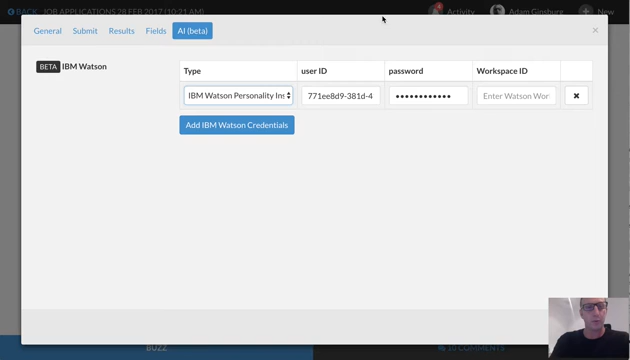 BACK JOB APPLICATIONS 28 FEB 2017 (10:21 AM) 4 Activity Adam Ginsburg New
General Submit Results Fields AI (beta) ×
BETA IBM Watson
Type user ID password Workspace ID
IBM Watson Personality Ins 771ee8d9-381d-4 •••••••••••• Enter Watson Wor
Add IBM Watson Credentials
BUZZ 10 COMMENTS